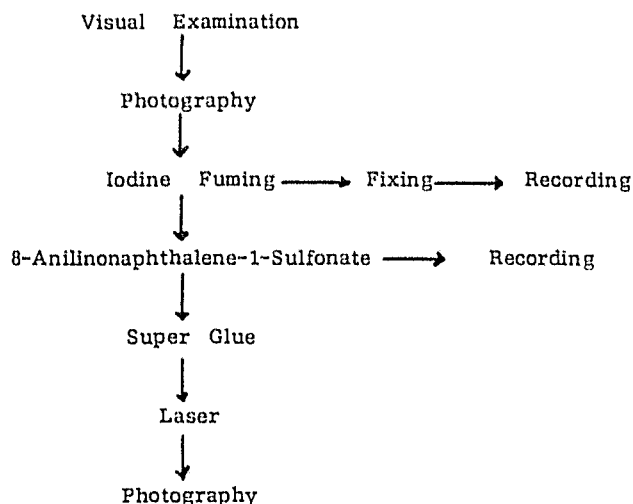 Visual Examination
Photography
Iodine Fuming Fixing Recording
8-Anilinonaphthalene-1-Sulfonate Recording
Super Glue
Laser
Photography